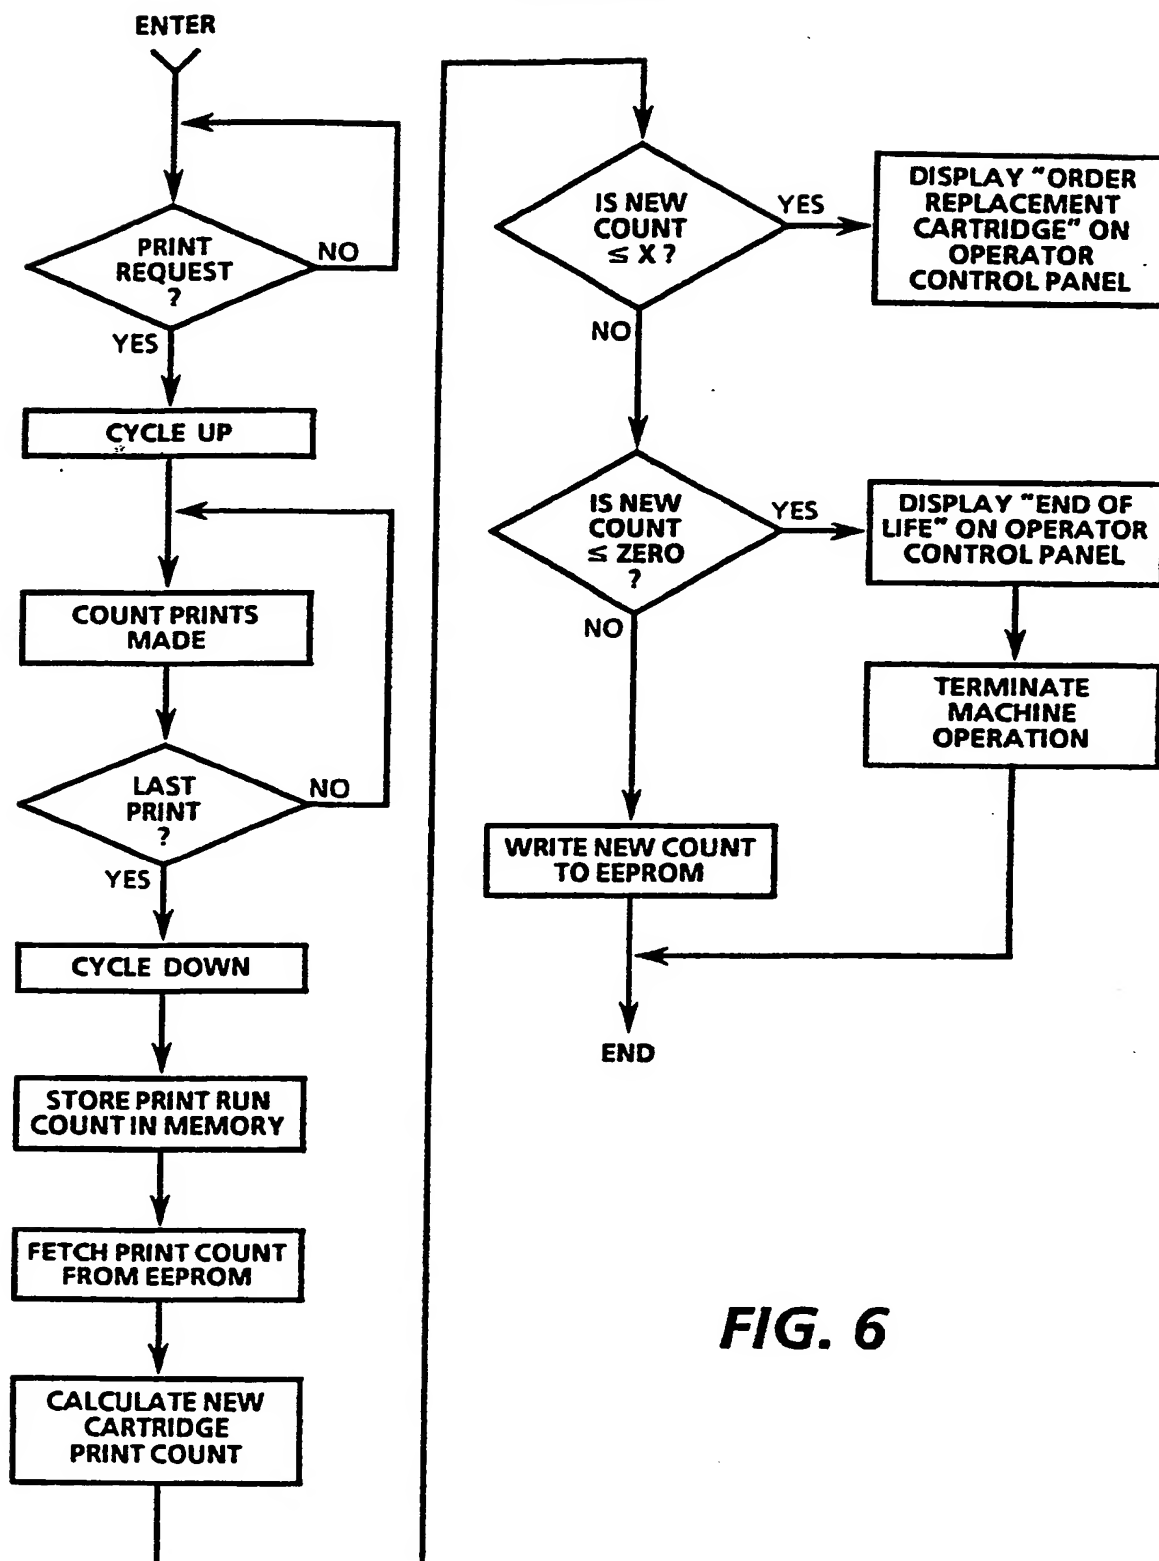 ENTER
PRINT
REQUEST
?
NO
YES
CYCLE UP
COUNT PRINTS
MADE
LAST
PRINT
?
NO
YES
CYCLE DOWN
STORE PRINT RUN
COUNT IN MEMORY
FETCH PRINT COUNT
FROM EEPROM
CALCULATE NEW
CARTRIDGE
PRINT COUNT
IS NEW
COUNT
≤ X ?
YES
NO
DISPLAY "ORDER
REPLACEMENT
CARTRIDGE" ON
OPERATOR
CONTROL PANEL
IS NEW
COUNT
≤ ZERO
?
YES
NO
DISPLAY "END OF
LIFE" ON OPERATOR
CONTROL PANEL
TERMINATE
MACHINE
OPERATION
WRITE NEW COUNT
TO EEPROM
END
FIG. 6